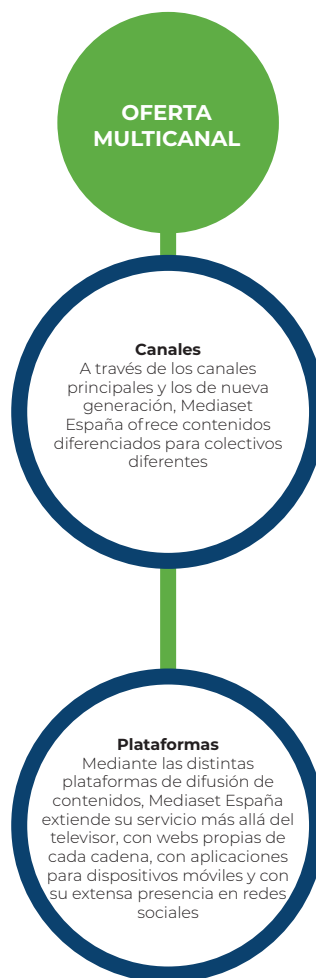 OFERTA
MULTICANAL
Canales
A través de los canales
principales y los de nueva
generación, Mediaset
España ofrece contenidos
diferenciados para colectivos
diferentes
Plataformas
Mediante las distintas
plataformas de difusión de
contenidos, Mediaset España
extiende su servicio más allá del
televisor, con webs propias de
cada cadena, con aplicaciones
para dispositivos móviles y con
su extensa presencia en redes
sociales